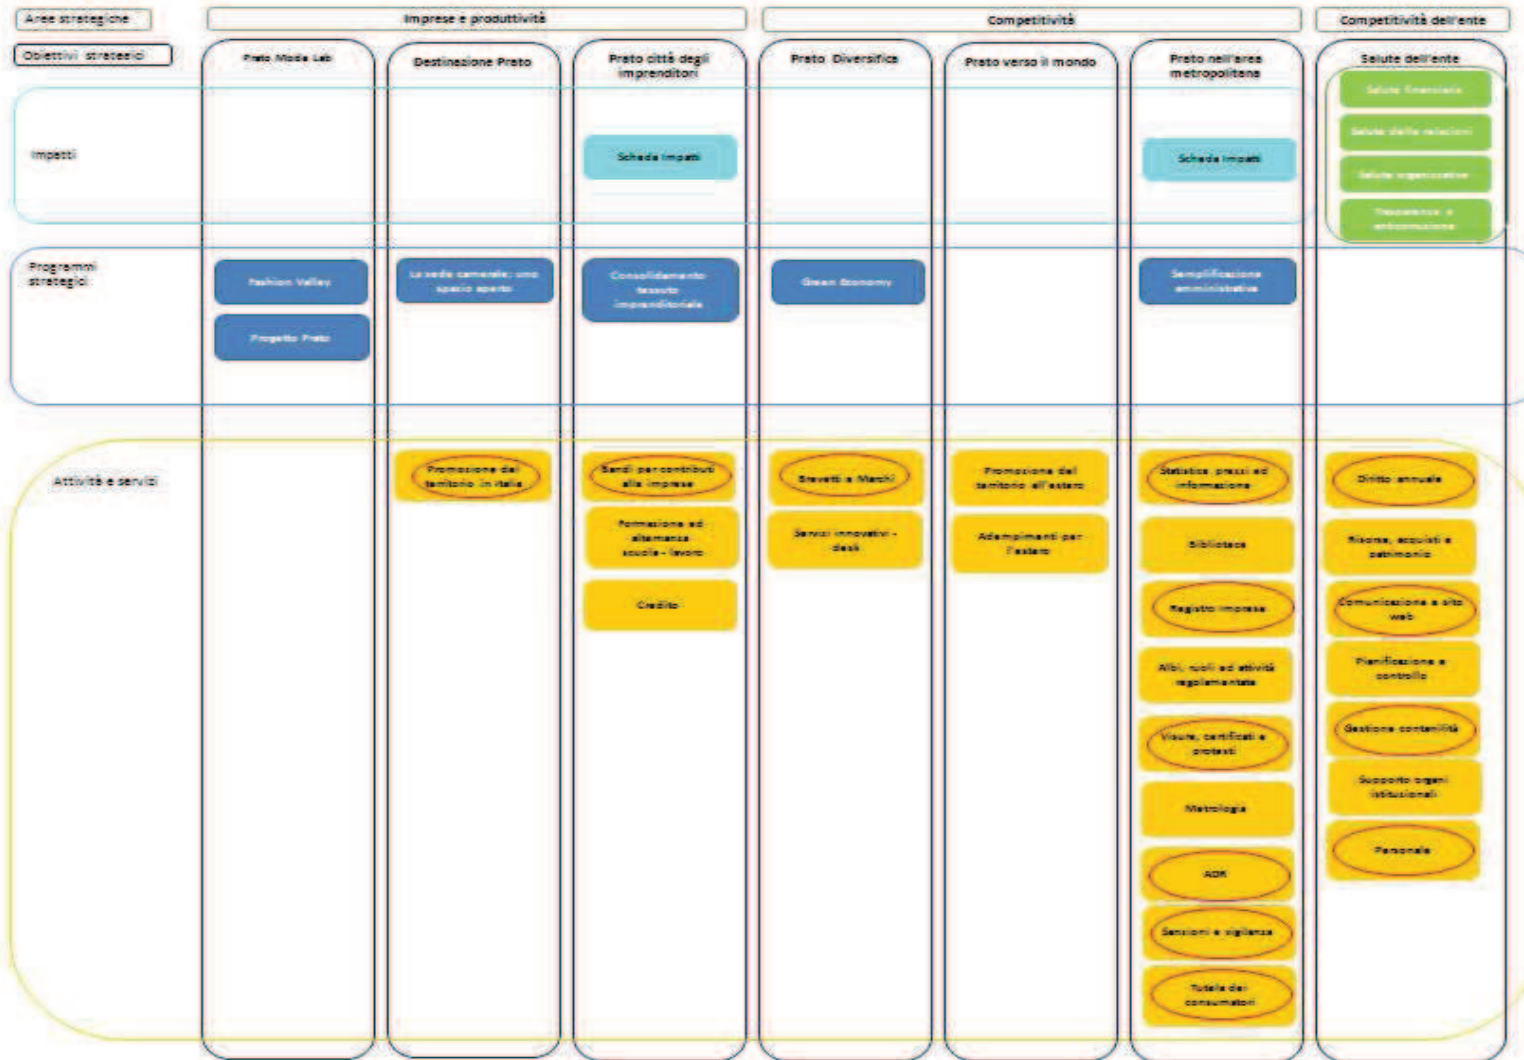 Aree strategiche
Imprese e produttività
Competitività
Competitività dell'ente
Obiettivi strategici
Prato Moda Lab
Destinazione Prato
Prato città degli
imprenditori
Prato Diversifica
Prato verso il mondo
Prato nell'area
metropolitana
Salute dell'ente
Impatti
Scheda Impatti
Scheda Impatti
Salute finanziaria
Salute delle relazioni
Salute organizzativa
Trasparenza e
anticorruzione
Programmi
strategici
Fashion Valley
Progetto Prato
La sede camerale: uno
spazio aperto
Consolidamento
tessuto
imprenditoriale
Green Economy
Semplificazione
amministrativa
Attività e servizi
Promozione del
territorio in Italia
Bandi per contributi
alle imprese
Formazione ed
alternanza
scuola - lavoro
Credito
Brevetti e Marchi
Servizi innovativi -
desk
Promozione del
territorio all'estero
Adempimenti per
l'estero
Statistica, prezzi ed
informazione
Biblioteca
Registro imprese
Albi, ruoli ed attività
regolamentate
Visure, certificati e
protesti
Metrologia
ADR
Sanzioni e vigilanza
Tutela dei
consumatori
Diritto annuale
Risorse, acquisti e
patrimonio
Comunicazione e sito
web
Pianificazione e
controllo
Gestione contabilità
Supporto organi
istituzionali
Personale